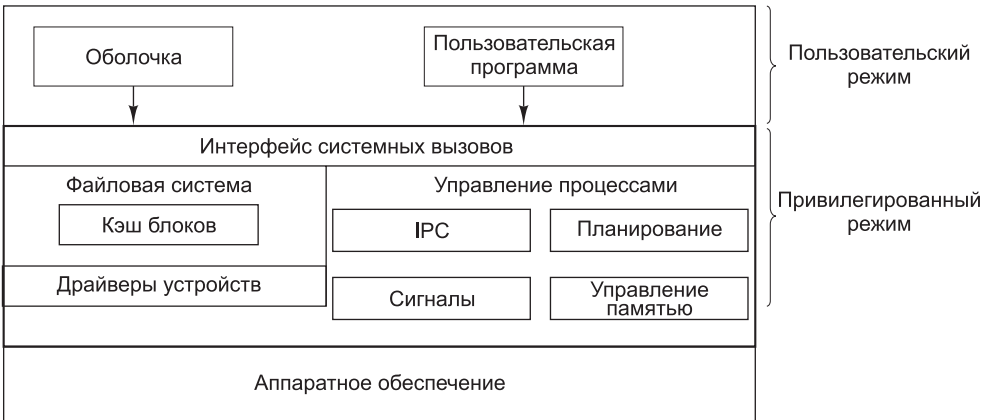 Оболочка
Пользовательская
программа
Пользовательский
режим
Интерфейс системных вызовов
Файловая система
Управление процессами
Привилегированный
режим
Кэш блоков
IPC
Планирование
Драйверы устройств
Сигналы
Управление
памятью
Аппаратное обеспечение